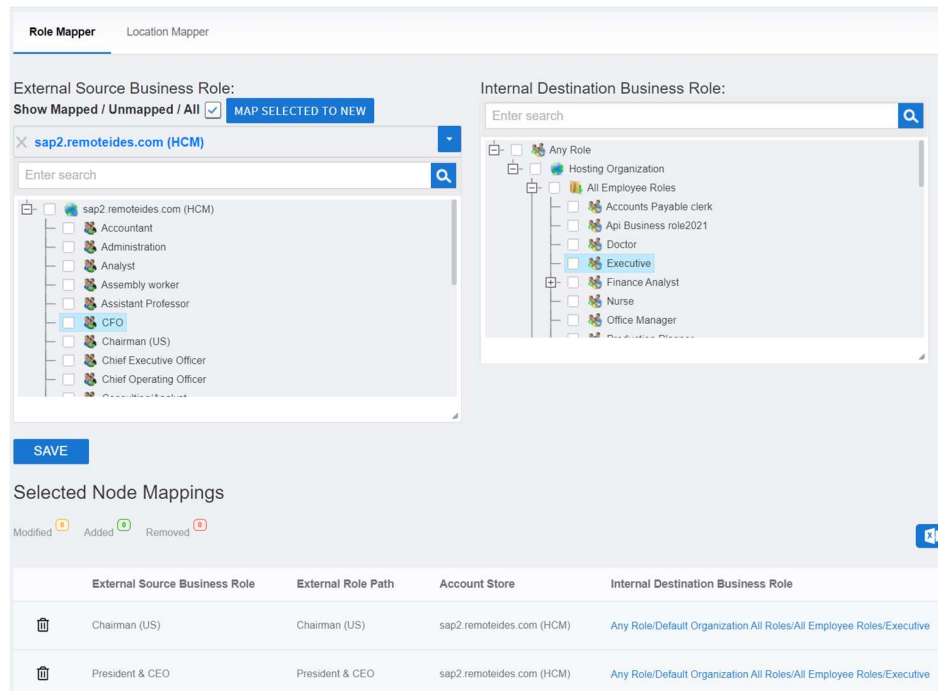 Role Mapper
Location Mapper
External Source Business Role:
Show Mapped / Unmapped / All
MAP SELECTED TO NEW
sap2.remoteides.com (HCM)
Enter search
sap2.remoteides.com (HCM)
Accountant
Administration
Analyst
Assembly worker
Assistant Professor
CFO
Chairman (US)
Chief Executive Officer
Chief Operating Officer
Consulting/Analyst
Internal Destination Business Role:
Enter search
Any Role
Hosting Organization
All Employee Roles
Accounts Payable clerk
Api Business role2021
Doctor
Executive
Finance Analyst
Nurse
Office Manager
Production Planner
SAVE
Selected Node Mappings
Modified 0 Added 0 Removed 0
External Source Business Role External Role Path Account Store Internal Destination Business Role
Chairman (US) Chairman (US) sap2.remoteides.com (HCM) Any Role/Default Organization All Roles/All Employee Roles/Executive
President & CEO President & CEO sap2.remoteides.com (HCM) Any Role/Default Organization All Roles/All Employee Roles/Executive